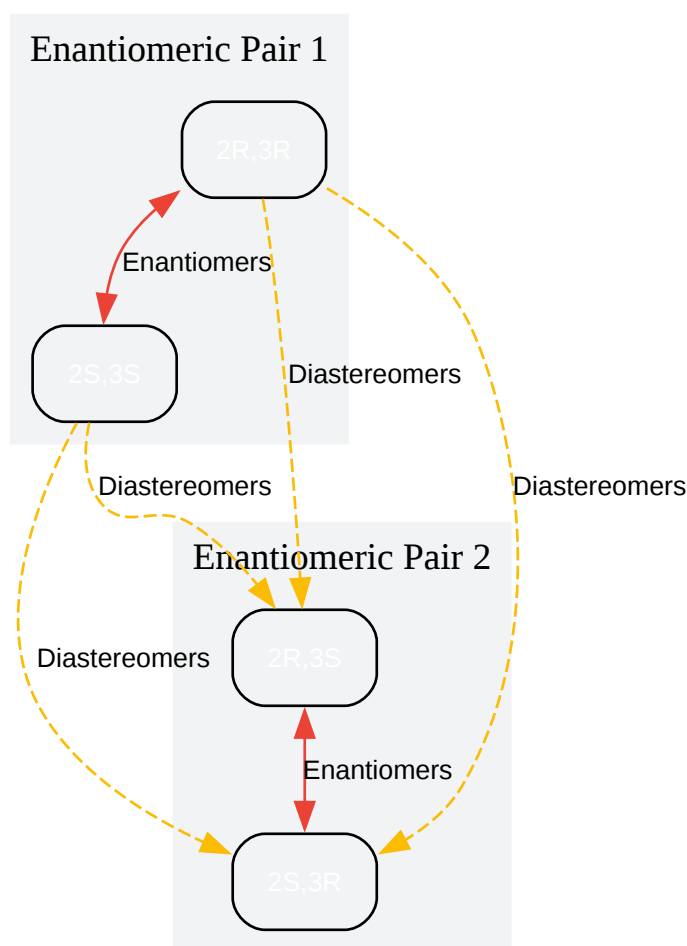 Enantiomeric Pair 1
2R,3R
Enantiomers
2S,3S
Diastereomers
Diastereomers
Diastereomers
Enantiomeric Pair 2
2R,3S
Diastereomers
Enantiomers
2S,3R